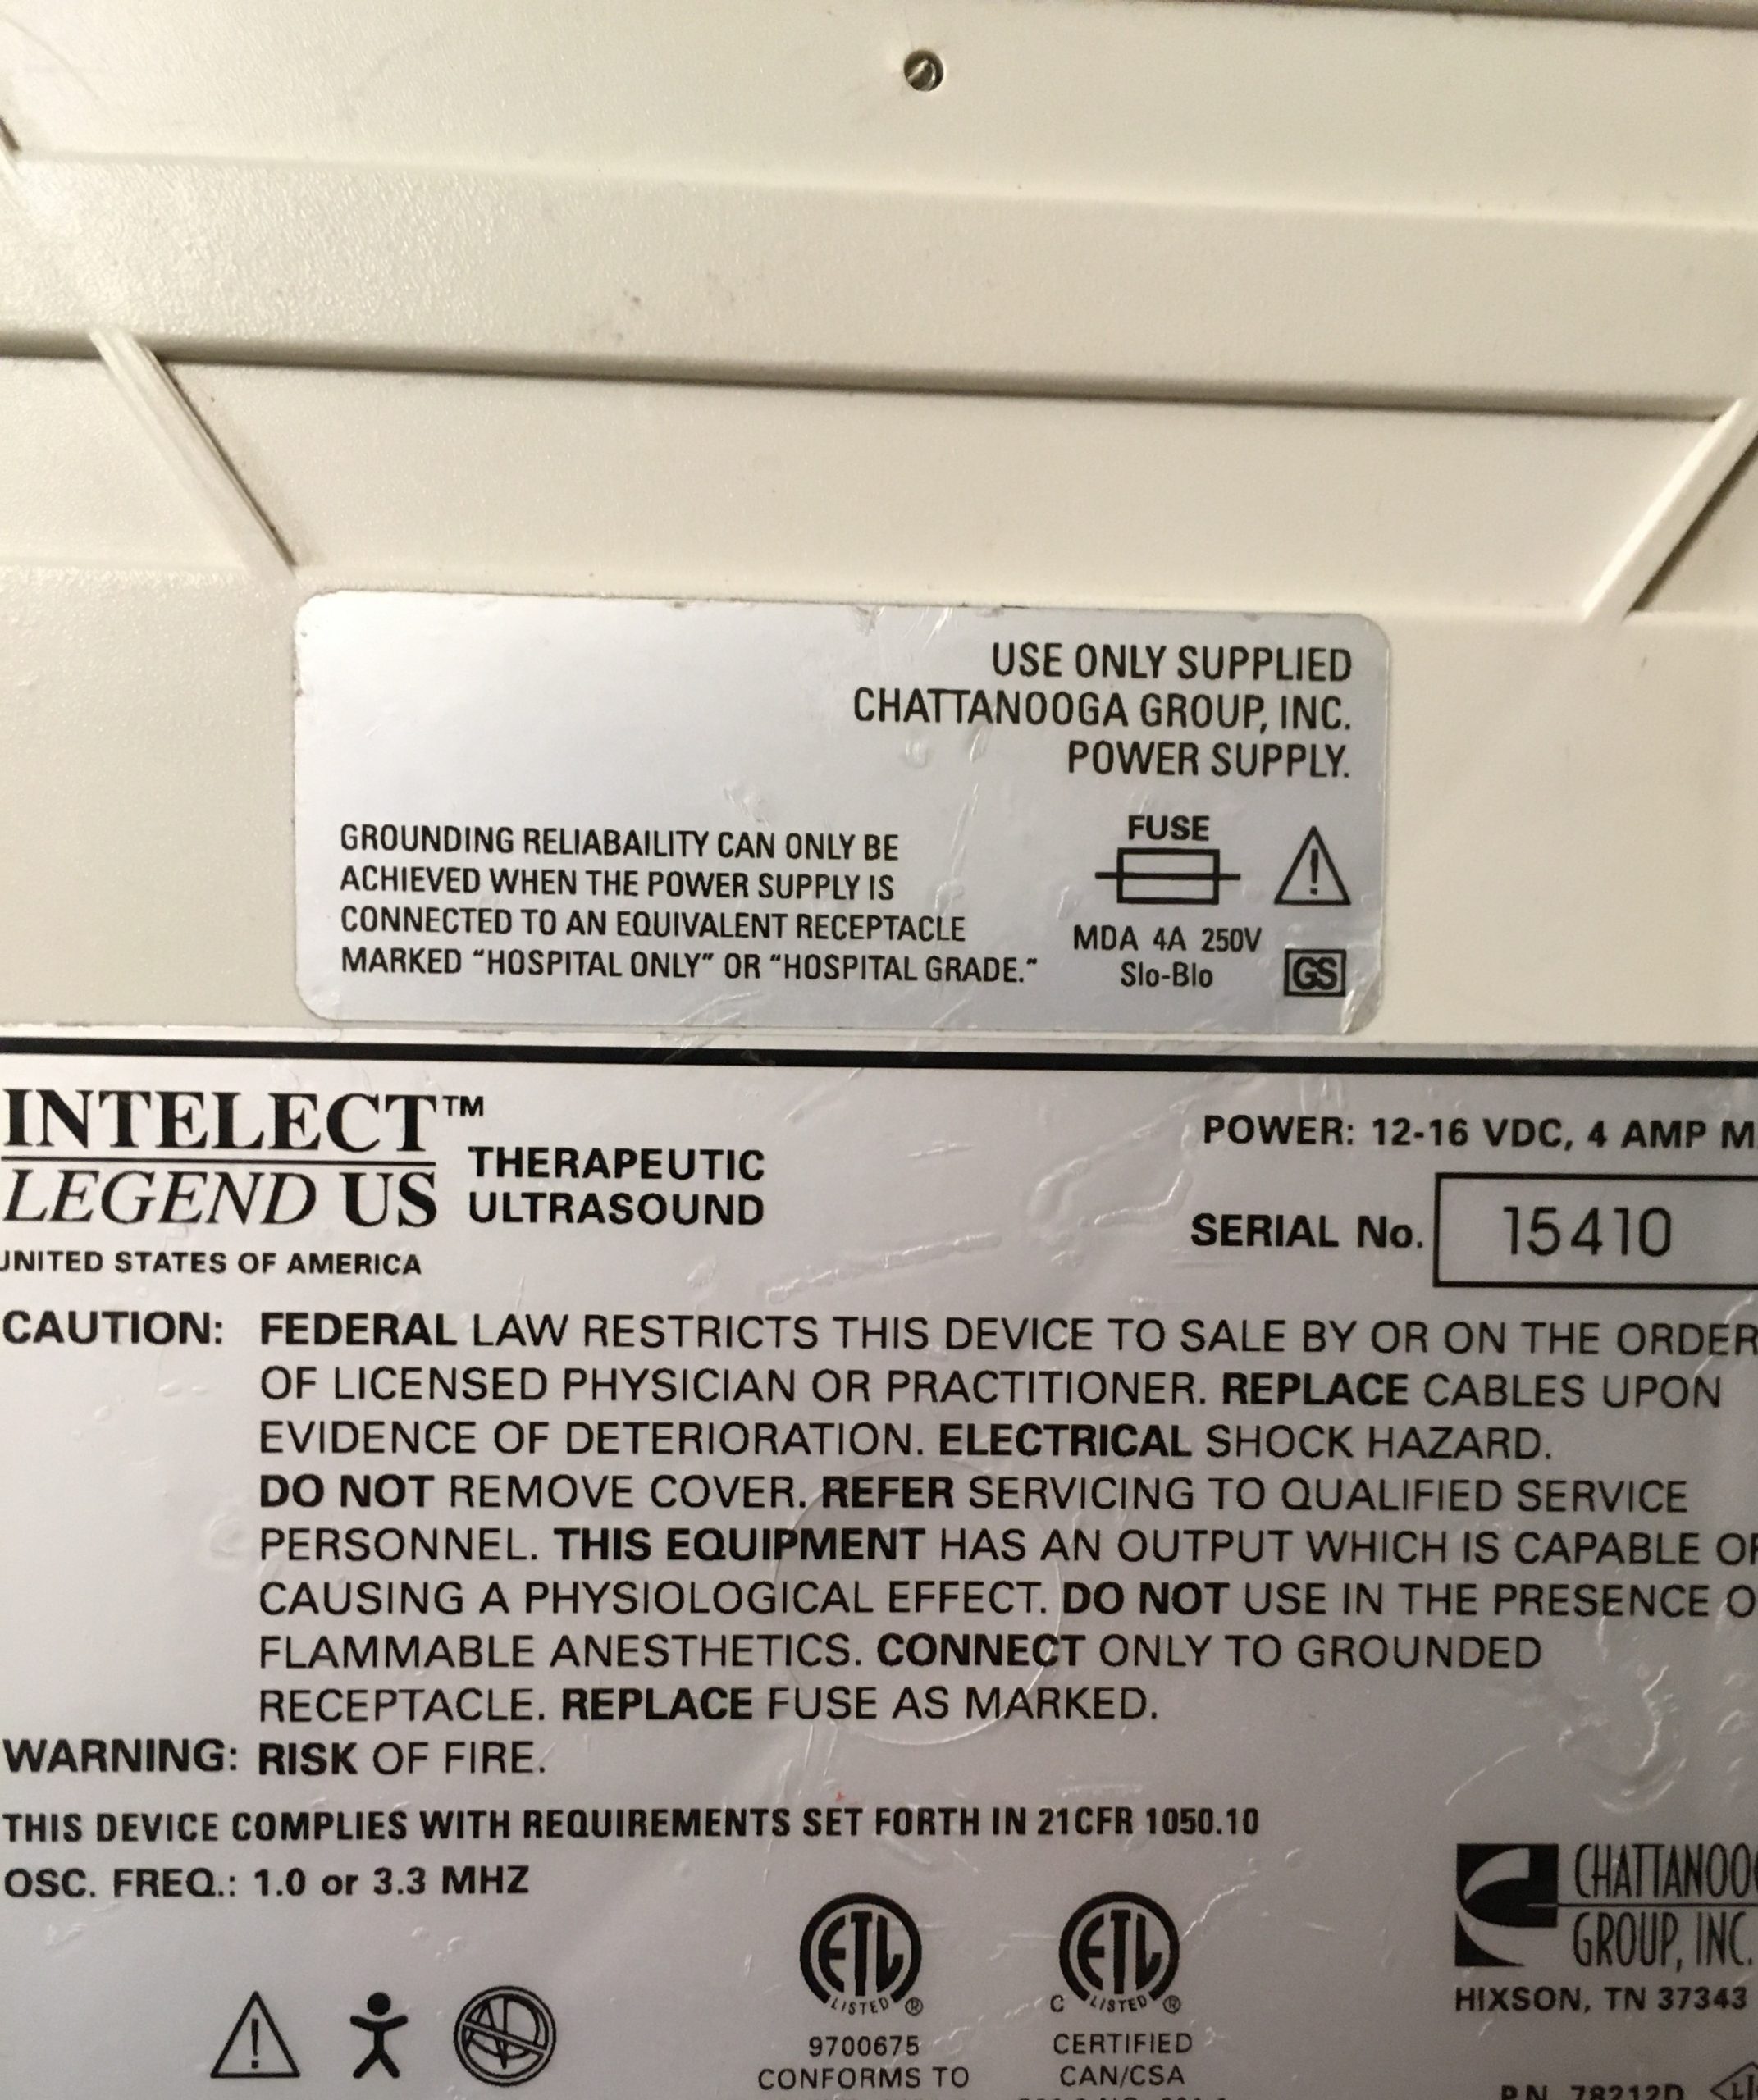 USE ONLY SUPPLIED
CHATTANOOGA GROUP, INC.
POWER SUPPLY.
FUSE
GROUNDING RELIABAILITY CAN ONLY BE
ACHIEVED WHEN THE POWER SUPPLY IS
CONNECTED TO AN EQUIVALENT RECEPTACLE
MARKED "HOSPITAL ONLY" OR "HOSPITAL GRADE."
MDA 4A 250V
Slo-Blo
GS
INTELECT™
LEGEND US
THERAPEUTIC
ULTRASOUND
UNITED STATES OF AMERICA
POWER: 12-16 VDC, 4 AMP
SERIAL No. 15410
CAUTION: FEDERAL LAW RESTRICTS THIS DEVICE TO SALE BY OR ON THE ORDER
OF LICENSED PHYSICIAN OR PRACTITIONER. REPLACE CABLES UPON
EVIDENCE OF DETERIORATION. ELECTRICAL SHOCK HAZARD.
DO NOT REMOVE COVER. REFER SERVICING TO QUALIFIED SERVICE
PERSONNEL. THIS EQUIPMENT HAS AN OUTPUT WHICH IS CAPABLE OF
CAUSING A PHYSIOLOGICAL EFFECT. DO NOT USE IN THE PRESENCE O
FLAMMABLE ANESTHETICS. CONNECT ONLY TO GROUNDED
RECEPTACLE. REPLACE FUSE AS MARKED.
WARNING: RISK OF FIRE.
THIS DEVICE COMPLIES WITH REQUIREMENTS SET FORTH IN 21CFR 1050.10
OSC. FREQ.: 1.0 or 3.3 MHZ
ETL
LISTED ®
9700675
CONFORMS TO
ETL
C LISTED ®
CERTIFIED
CAN/CSA
CHATTANOO
GROUP, INC.
HIXSON, TN 37343
P.N. 78212D